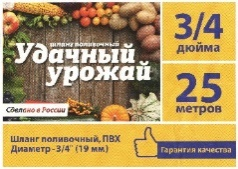 шланг поливочный
Удачный
урожай
Сделано в России
3/4
дюйма
25
метров
Шланг поливочный, ПВХ
Диаметр - 3/4" (19 мм)
Гарантия качества